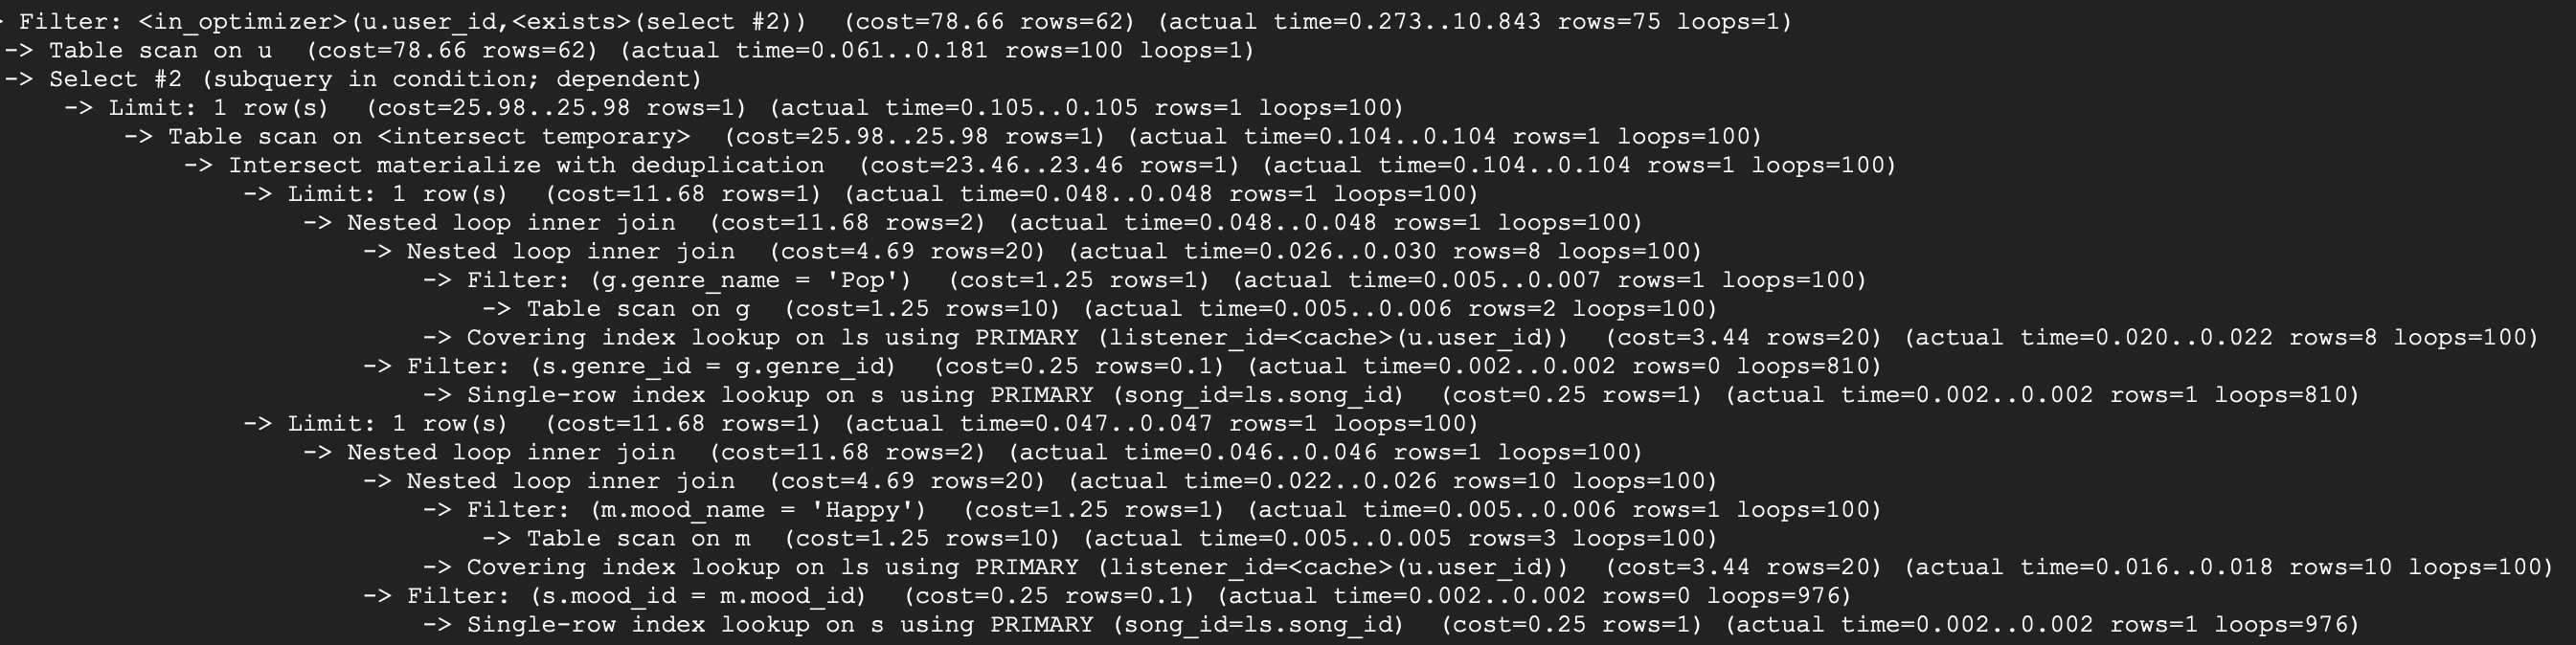 > Filter: <in_optimizer>(u.user_id,<exists>(select #2))  (cost=78.66 rows=62) (actual time=0.273..10.843 rows=75 loops=1)
-> Table scan on u  (cost=78.66 rows=62) (actual time=0.061..0.181 rows=100 loops=1)
-> Select #2 (subquery in condition; dependent)
-> Limit: 1 row(s)  (cost=25.98..25.98 rows=1) (actual time=0.105..0.105 rows=1 loops=100)
-> Table scan on <intersect temporary>  (cost=25.98..25.98 rows=1) (actual time=0.104..0.104 rows=1 loops=100)
-> Intersect materialize with deduplication  (cost=23.46..23.46 rows=1) (actual time=0.104..0.104 rows=1 loops=100)
-> Limit: 1 row(s)  (cost=11.68 rows=1) (actual time=0.048..0.048 rows=1 loops=100)
-> Nested loop inner join  (cost=11.68 rows=2) (actual time=0.048..0.048 rows=1 loops=100)
-> Nested loop inner join  (cost=4.69 rows=20) (actual time=0.026..0.030 rows=8 loops=100)
-> Filter: (g.genre_name = 'Pop')  (cost=1.25 rows=1) (actual time=0.005..0.007 rows=1 loops=100)
-> Table scan on g  (cost=1.25 rows=10) (actual time=0.005..0.006 rows=2 loops=100)
-> Covering index lookup on ls using PRIMARY (listener_id=<cache>(u.user_id))  (cost=3.44 rows=20) (actual time=0.020..0.022 rows=8 loops=100)
-> Filter: (s.genre_id = g.genre_id)  (cost=0.25 rows=0.1) (actual time=0.002..0.002 rows=0 loops=810)
-> Single-row index lookup on s using PRIMARY (song_id=ls.song_id)  (cost=0.25 rows=1) (actual time=0.002..0.002 rows=1 loops=810)
-> Limit: 1 row(s)  (cost=11.68 rows=1) (actual time=0.047..0.047 rows=1 loops=100)
-> Nested loop inner join  (cost=11.68 rows=2) (actual time=0.046..0.046 rows=1 loops=100)
-> Nested loop inner join  (cost=4.69 rows=20) (actual time=0.022..0.026 rows=10 loops=100)
-> Filter: (m.mood_name = 'Happy')  (cost=1.25 rows=1) (actual time=0.005..0.006 rows=1 loops=100)
-> Table scan on m  (cost=1.25 rows=10) (actual time=0.005..0.005 rows=3 loops=100)
-> Covering index lookup on ls using PRIMARY (listener_id=<cache>(u.user_id))  (cost=3.44 rows=20) (actual time=0.016..0.018 rows=10 loops=100)
-> Filter: (s.mood_id = m.mood_id)  (cost=0.25 rows=0.1) (actual time=0.002..0.002 rows=0 loops=976)
-> Single-row index lookup on s using PRIMARY (song_id=ls.song_id)  (cost=0.25 rows=1) (actual time=0.002..0.002 rows=1 loops=976)